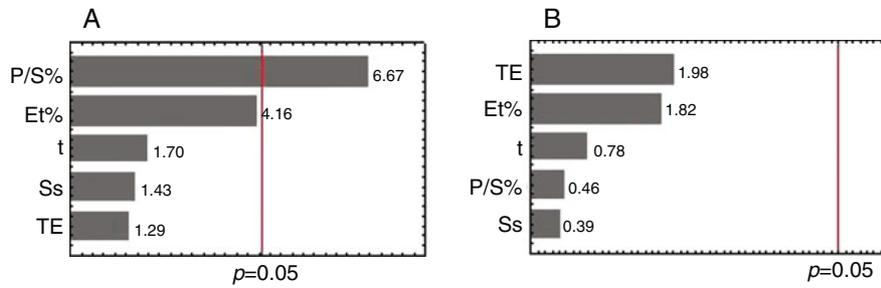 A
P/S% 6.67
Et% 4.16
t 1.70
Ss 1.43
TE 1.29
p=0.05
B
TE 1.98
Et% 1.82
t 0.78
P/S% 0.46
Ss 0.39
p=0.05